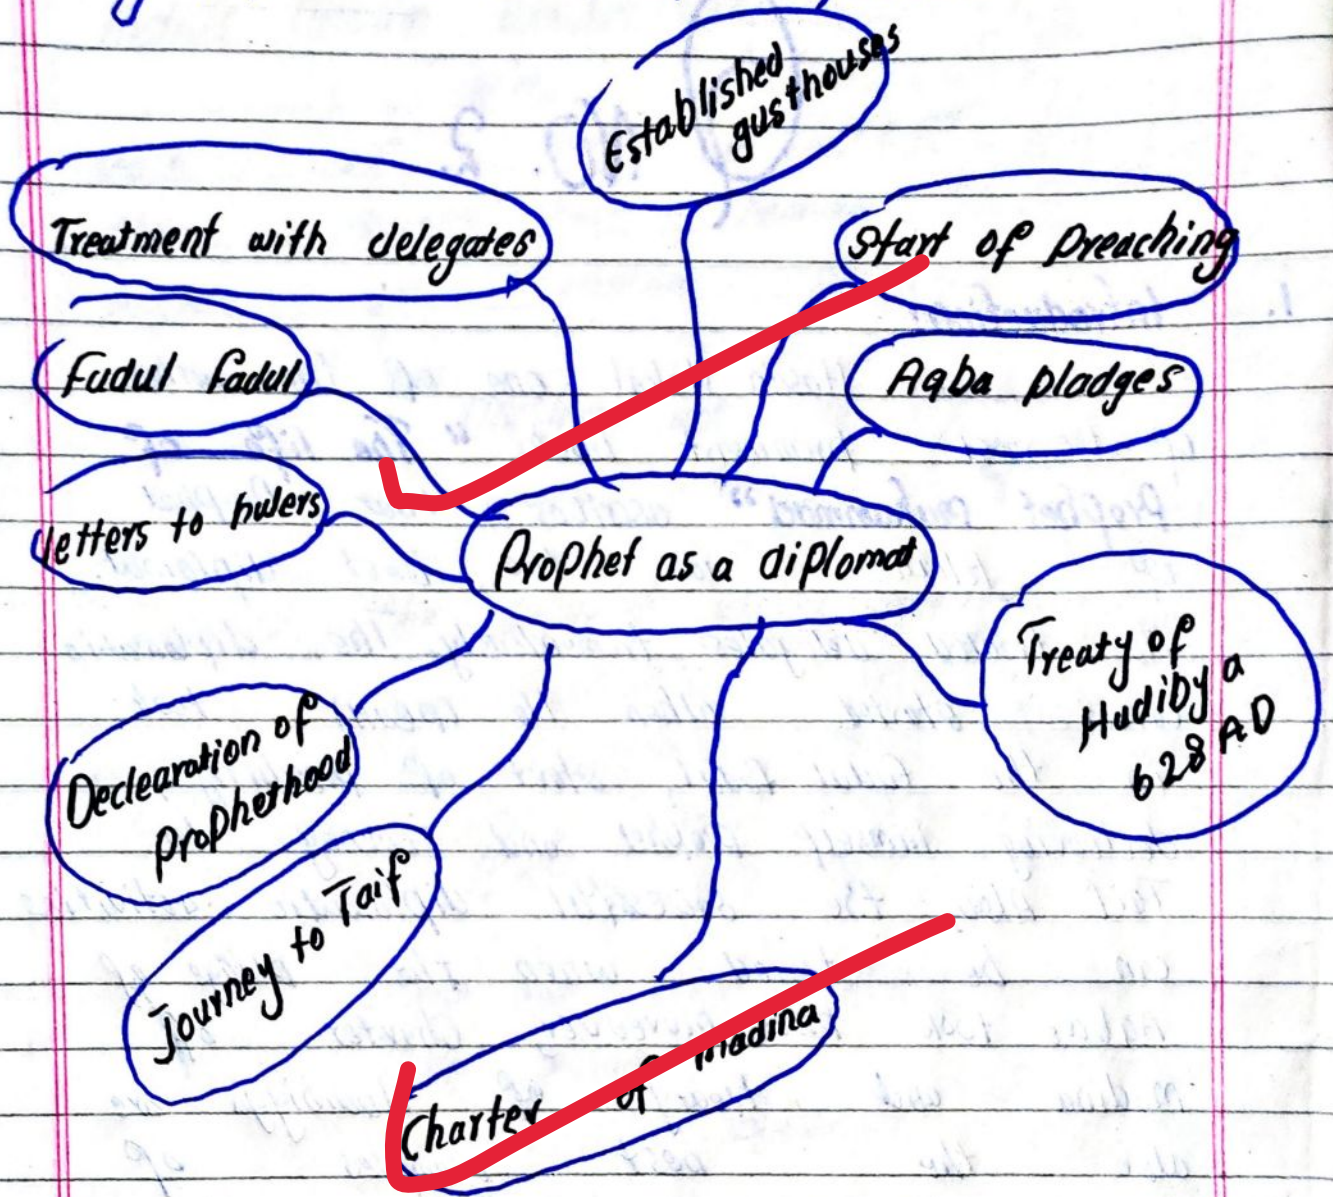 Established
gusthouses
Treatment with delegates
Start of preaching
Fudul fadul
Aqba pladges
letters to hulers
Prophet as a diplomat
Treaty of
Hudibya
628 AD
Declearation of
prophethood
Journey to Taif
Charter of madina